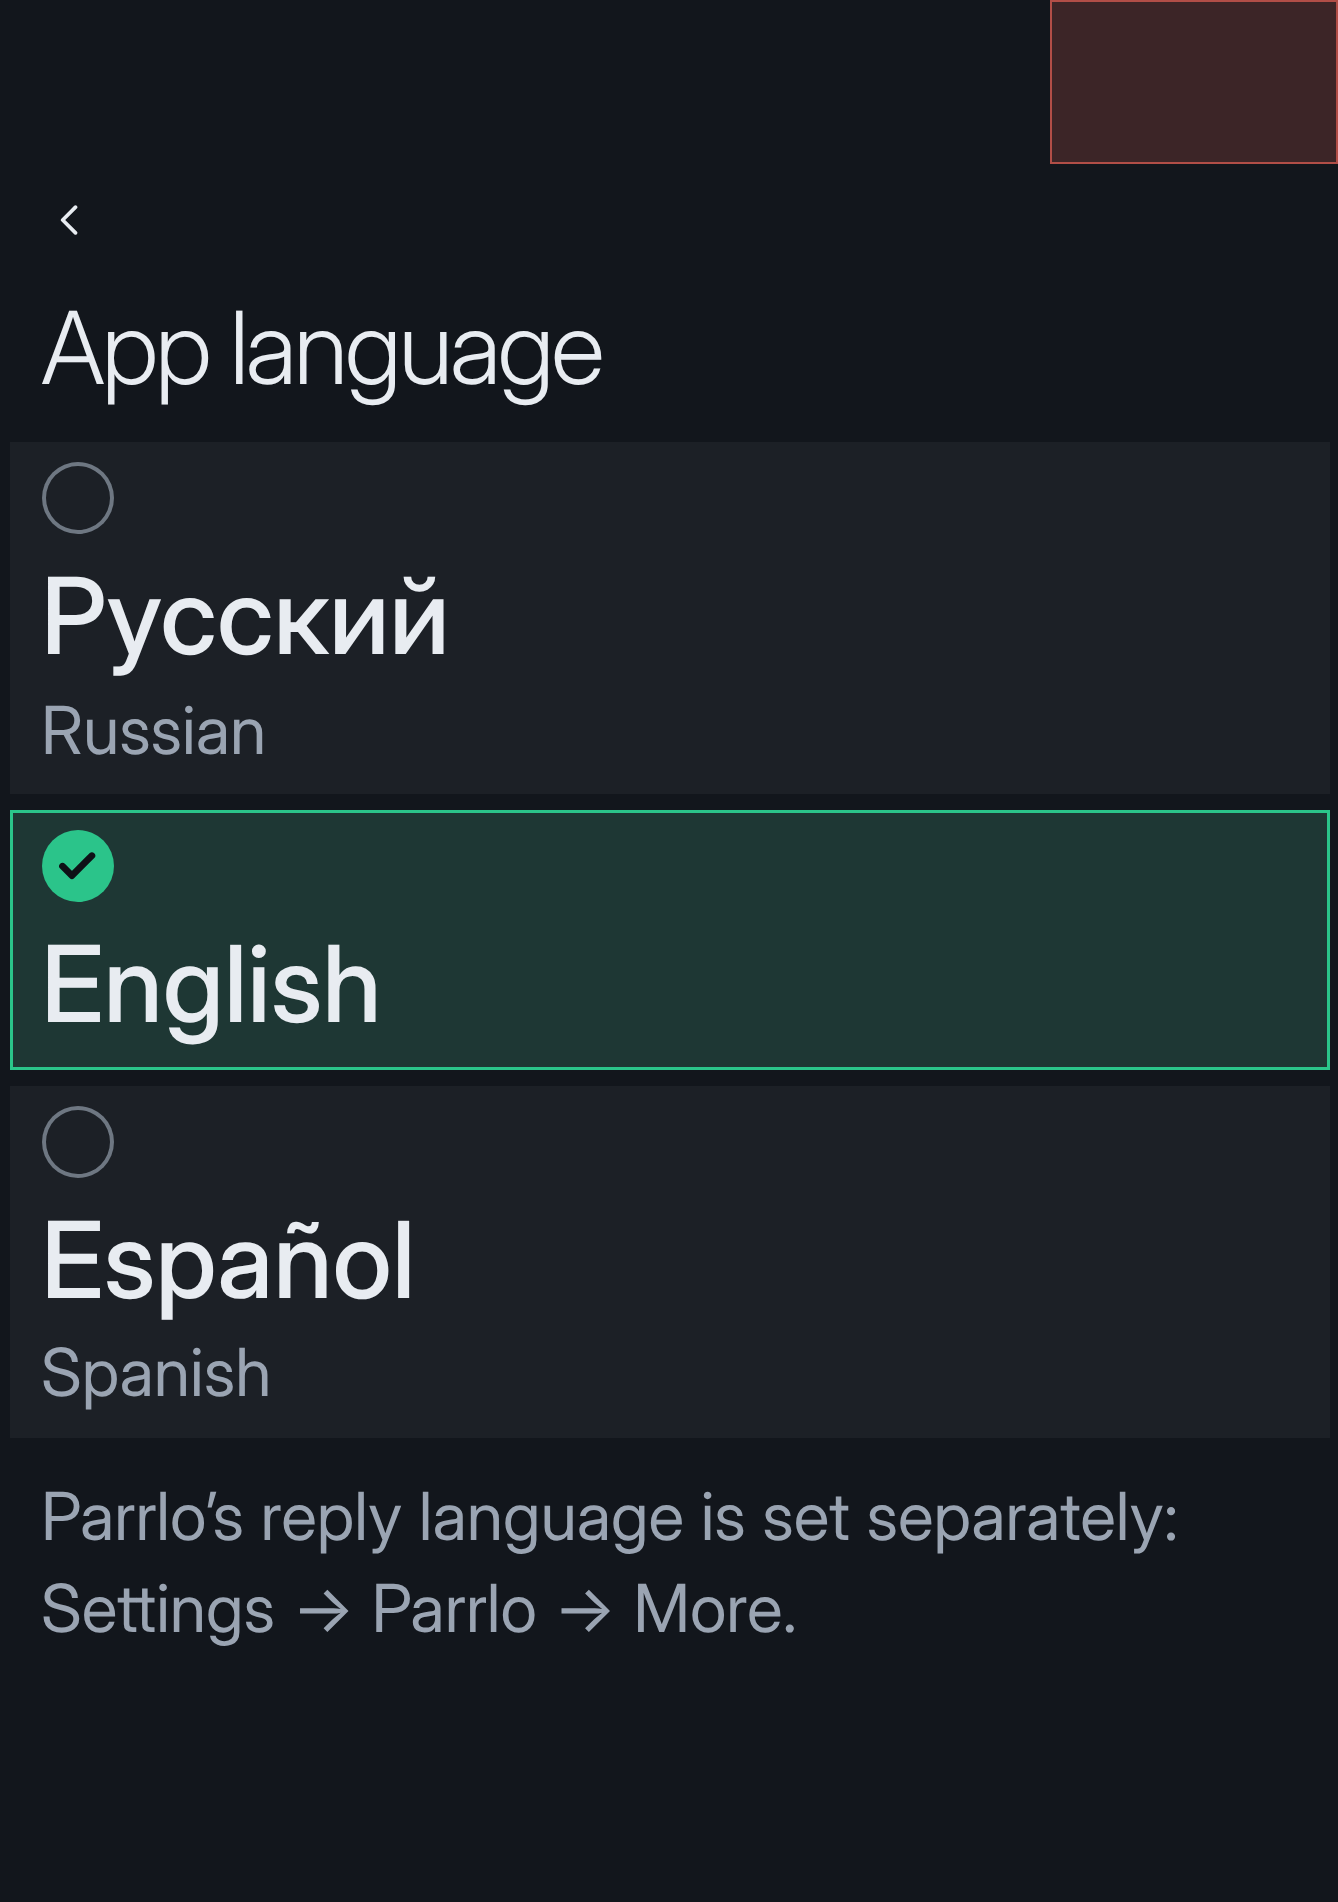 App language
Русский
Russian
English
Español
Spanish
Parrlo’s reply language is set separately:
Settings → Parrlo → More.